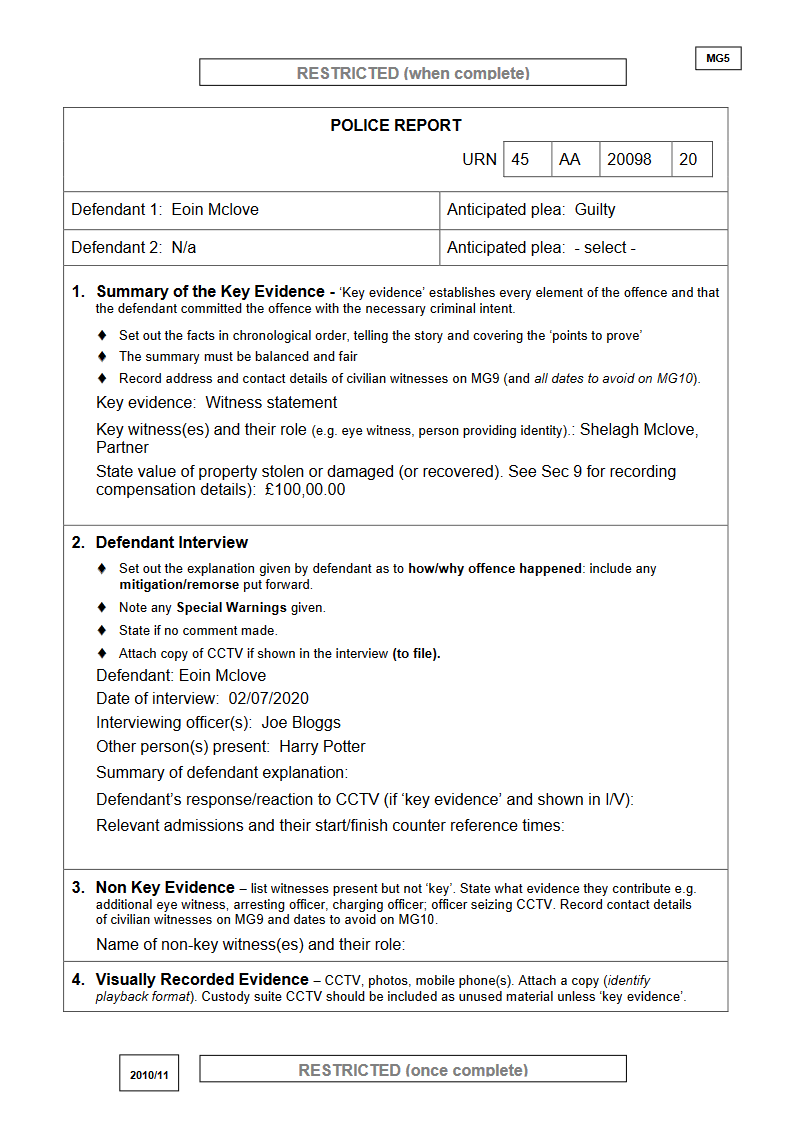 MG5
RESTRICTED (when complete)
POLICE REPORT
URN 45 AA 20098 20
Defendant 1: Eoin Mclove Anticipated plea: Guilty
Defendant 2: N/a Anticipated plea: - select -
1. Summary of the Key Evidence - ‘Key evidence’ establishes every element of the offence and that
the defendant committed the offence with the necessary criminal intent.
♦ Set out the facts in chronological order, telling the story and covering the ‘points to prove’
♦ The summary must be balanced and fair
♦ Record address and contact details of civilian witnesses on MG9 (and all dates to avoid on MG10).
Key evidence: Witness statement
Key witness(es) and their role (e.g. eye witness, person providing identity).: Shelagh Mclove,
Partner
State value of property stolen or damaged (or recovered). See Sec 9 for recording
compensation details): £100,00.00
2. Defendant Interview
♦ Set out the explanation given by defendant as to how/why offence happened: include any
mitigation/remorse put forward.
♦ Note any Special Warnings given.
♦ State if no comment made.
♦ Attach copy of CCTV if shown in the interview (to file).
Defendant: Eoin Mclove
Date of interview: 02/07/2020
Interviewing officer(s): Joe Bloggs
Other person(s) present: Harry Potter
Summary of defendant explanation:
Defendant’s response/reaction to CCTV (if ‘key evidence’ and shown in I/V):
Relevant admissions and their start/finish counter reference times:
3. Non Key Evidence – list witnesses present but not ‘key’. State what evidence they contribute e.g.
additional eye witness, arresting officer, charging officer; officer seizing CCTV. Record contact details
of civilian witnesses on MG9 and dates to avoid on MG10.
Name of non-key witness(es) and their role:
4. Visually Recorded Evidence – CCTV, photos, mobile phone(s). Attach a copy (identify
playback format). Custody suite CCTV should be included as unused material unless ‘key evidence’.
2010/11
RESTRICTED (once complete)